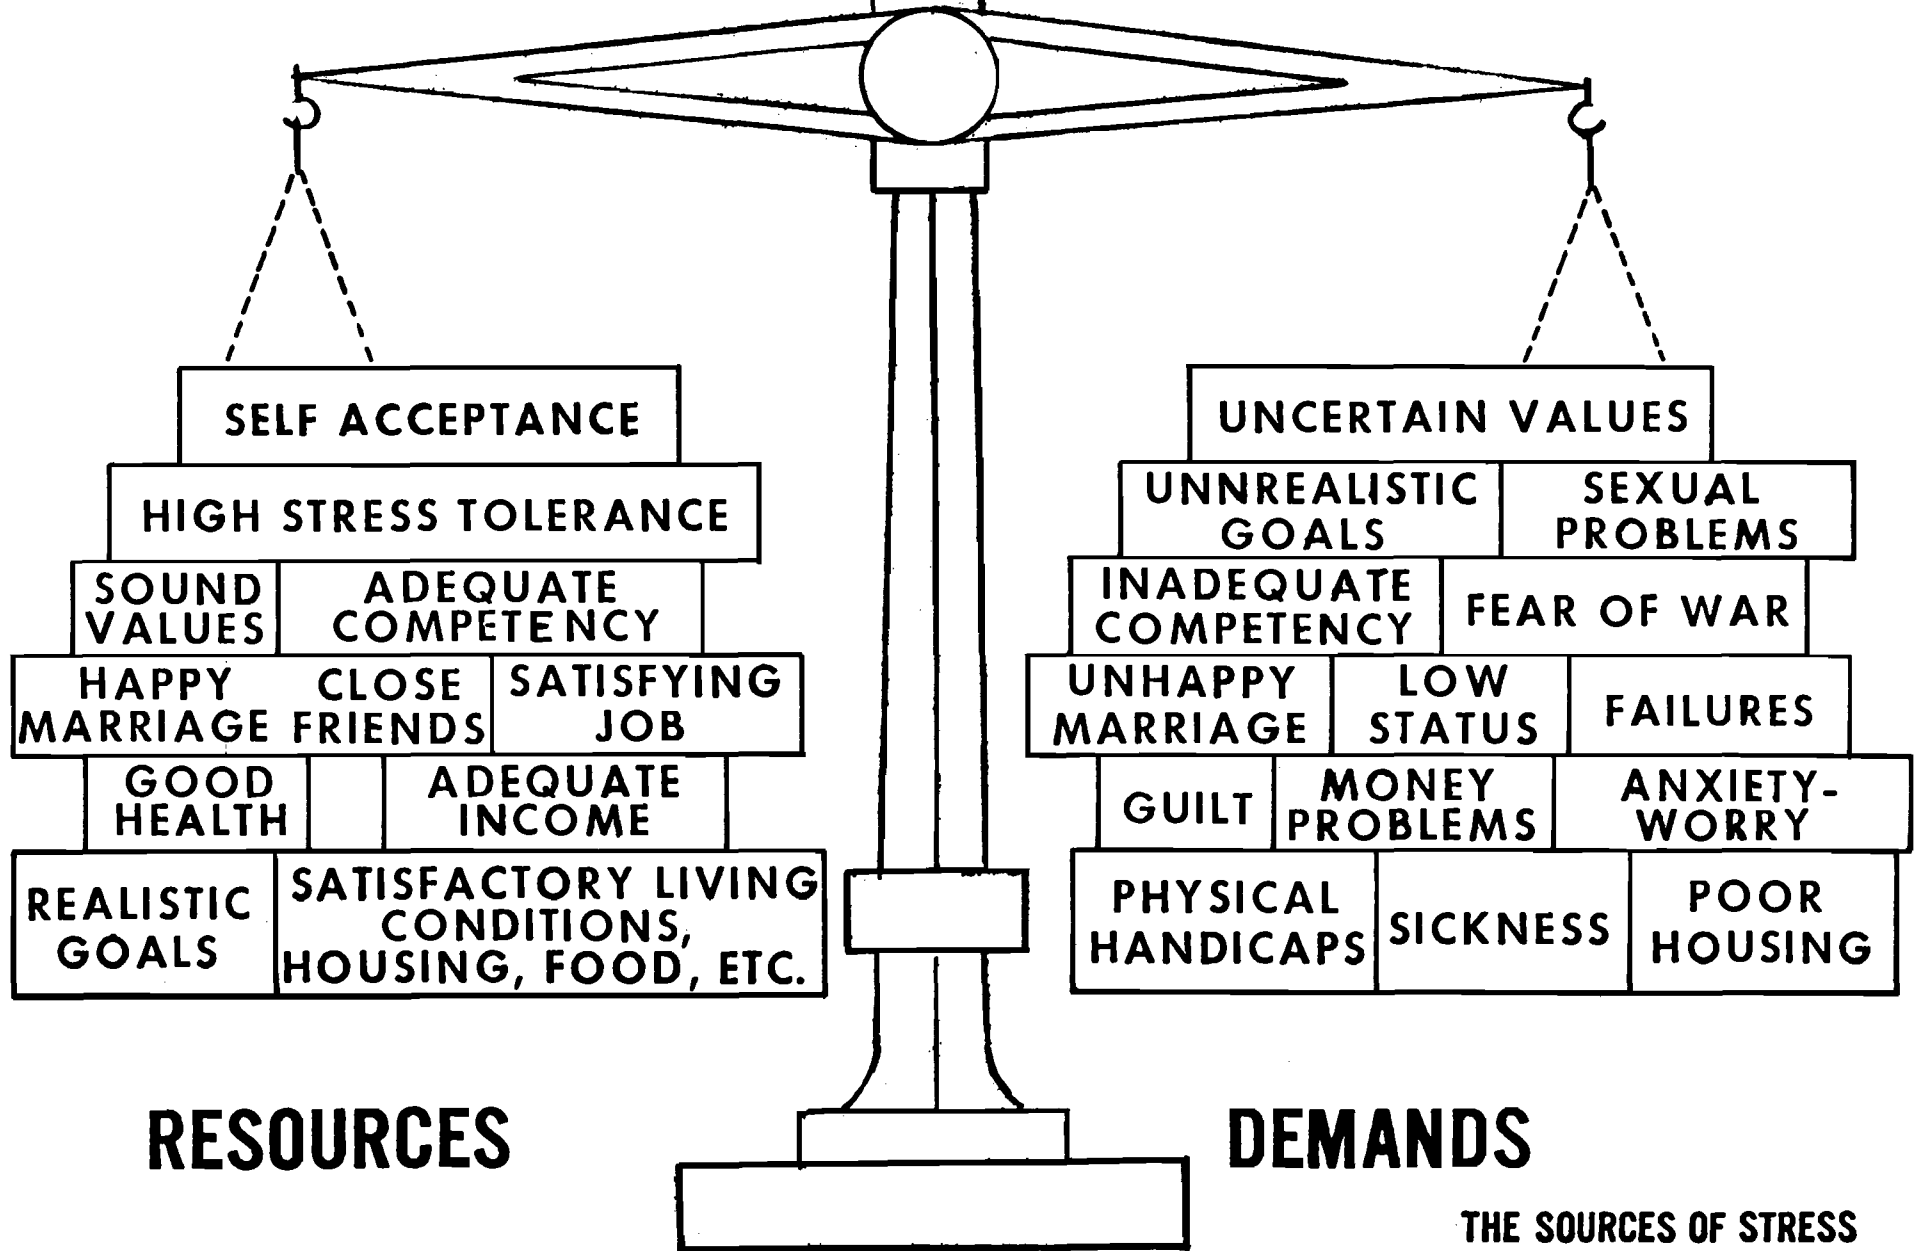 SELF ACCEPTANCE
HIGH STRESS TOLERANCE
SOUND
VALUES
ADEQUATE
COMPETENCY
HAPPY
MARRIAGE
CLOSE
FRIENDS
SATISFYING
JOB
GOOD
HEALTH
ADEQUATE
INCOME
REALISTIC
GOALS
SATISFACTORY LIVING
CONDITIONS,
HOUSING, FOOD, ETC.
RESOURCES
UNCERTAIN VALUES
UNNREALISTIC
GOALS
SEXUAL
PROBLEMS
INADEQUATE
COMPETENCY
FEAR OF WAR
UNHAPPY
MARRIAGE
LOW
STATUS
FAILURES
GUILT
MONEY
PROBLEMS
ANXIETY-
WORRY
PHYSICAL
HANDICAPS
SICKNESS
POOR
HOUSING
DEMANDS
THE SOURCES OF STRESS